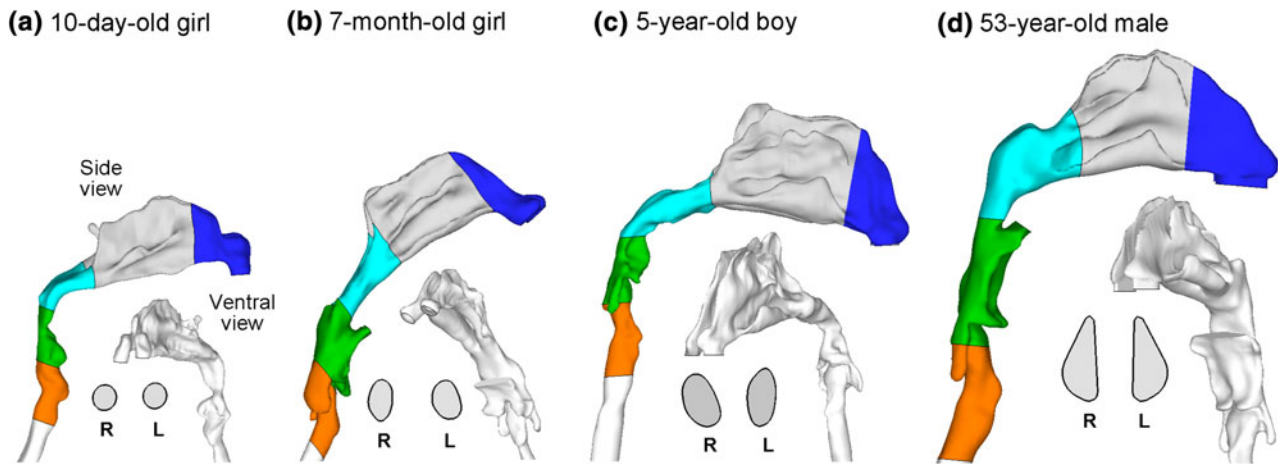 (a) 10-day-old girl
(b) 7-month-old girl
(c) 5-year-old boy
(d) 53-year-old male
Side
view
Ventral
view
R L
R L
R L
R L